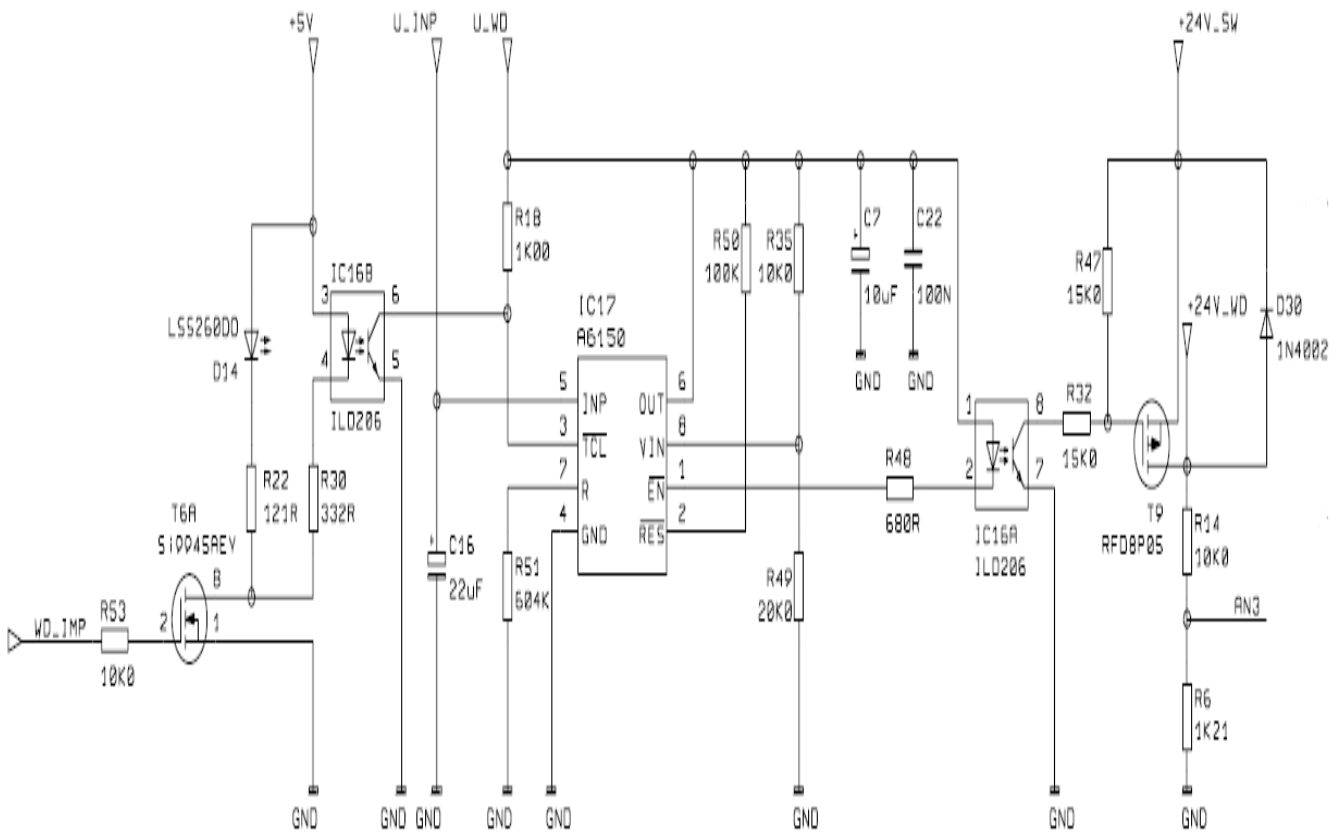 +5V
U_INP
U_WD
+24V_SW
R18
1K00
IC16B
3
6
4
5
ILD206
LS5260DO
D14
R50
100K
R35
10K0
C7
10uF
C22
100N
GND
GND
R47
15K0
+24V_WD
D30
1N4002
IC17
A6150
5
INP
OUT
6
3
TCL
VIN
8
7
R
EN
1
4
GND
RES
2
R48
680R
1
8
2
7
IC16A
ILD206
R32
15K0
T9
RFD8P05
R22
121R
R30
332R
T6A
Si9945AEY
8
2
1
WD_IMP
R53
10K0
C16
22uF
R51
604K
R49
20K0
R14
10K0
AN3
R6
1K21
GND
GND
GND
GND
GND
GND
GND
GND